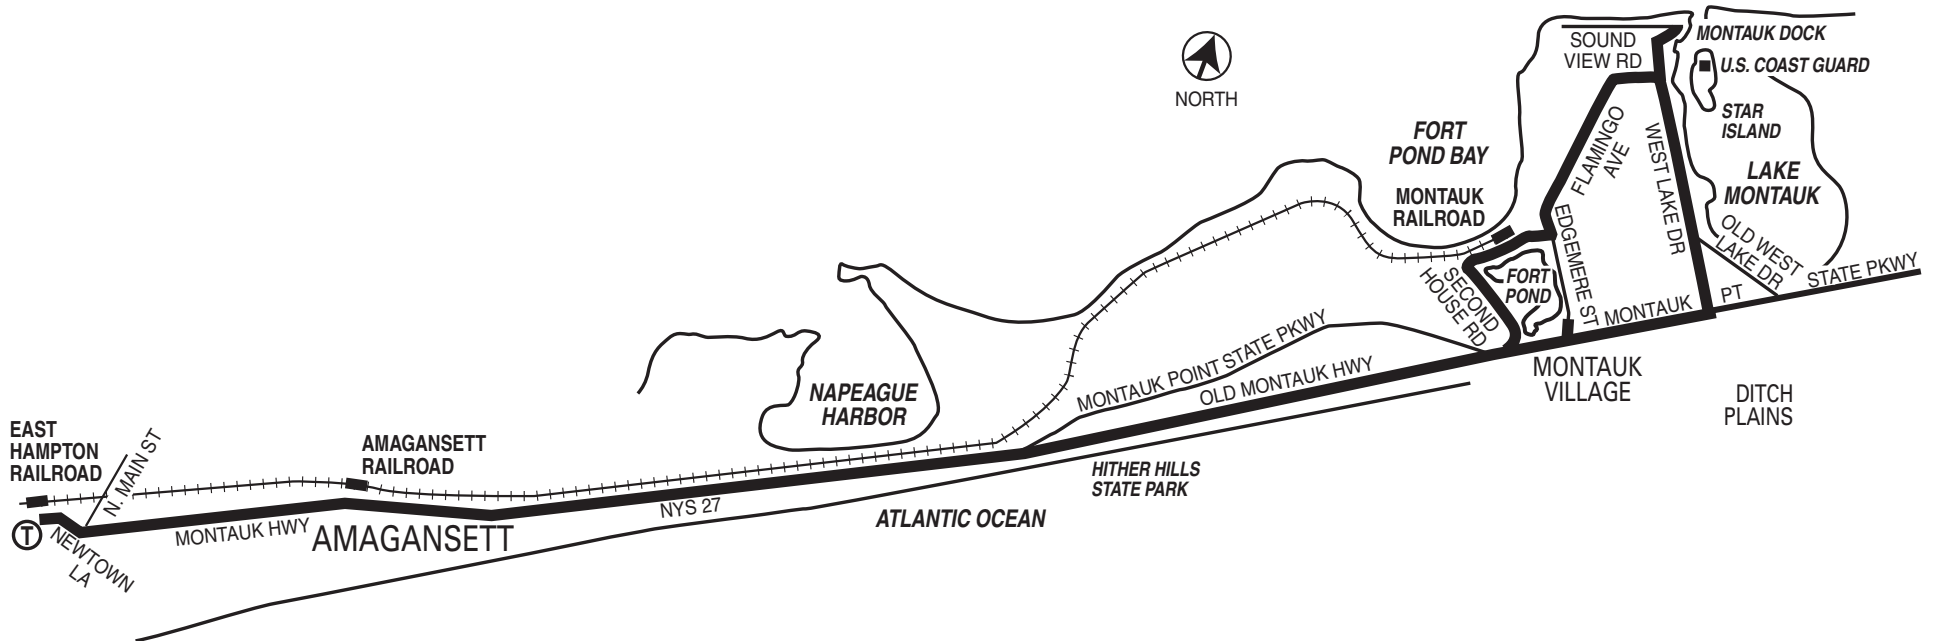 SOUND
VIEW RD
MONTAUK DOCK
U.S. COAST GUARD
NORTH
STAR
ISLAND
FORT
POND BAY
FLAMINGO
AVE
WEST LAKE DR
LAKE
MONTAUK
MONTAUK
RAILROAD
EDGEMERE ST
OLD WEST
LAKE DR
SECOND
HOUSE RD
FORT
POND
STATE PKWY
PT
MONTAUK
MONTAUK POINT STATE PKWY
OLD MONTAUK HWY
MONTAUK
VILLAGE
DITCH
PLAINS
NAPEAGUE
HARBOR
EAST
HAMPTON
RAILROAD
N. MAIN ST
AMAGANSETT
RAILROAD
HITHER HILLS
STATE PARK
NYS 27
ATLANTIC OCEAN
T
NEWTOWN
LA
MONTAUK HWY
AMAGANSETT